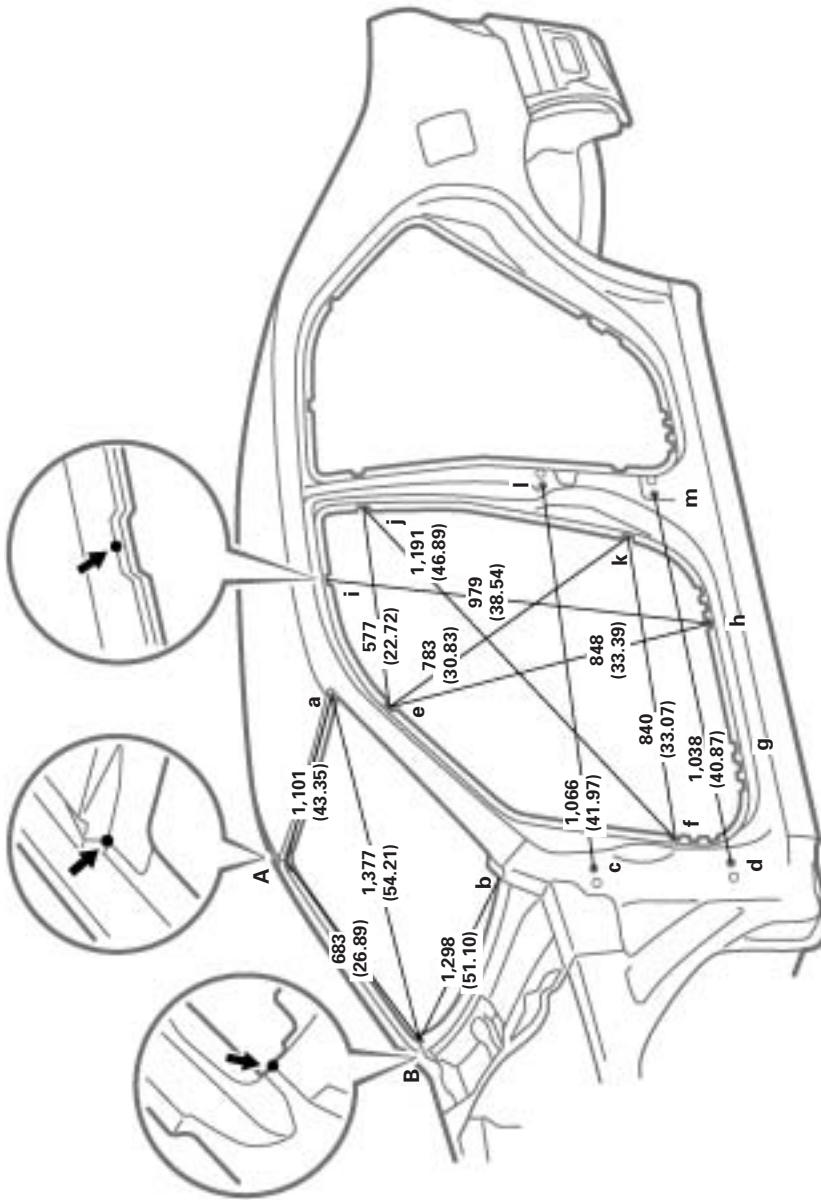 A
a
1,101
(43.35)
1,377
(54.21)
683
(26.89)
B
b
1,298
(51.10)
i
j
1,191
(46.89)
577
(22.72)
979
(38.54)
783
(30.83)
e
l
k
m
848
(33.39)
h
840
(33.07)
1,066
(41.97)
1,038
(40.87)
g
f
c
d